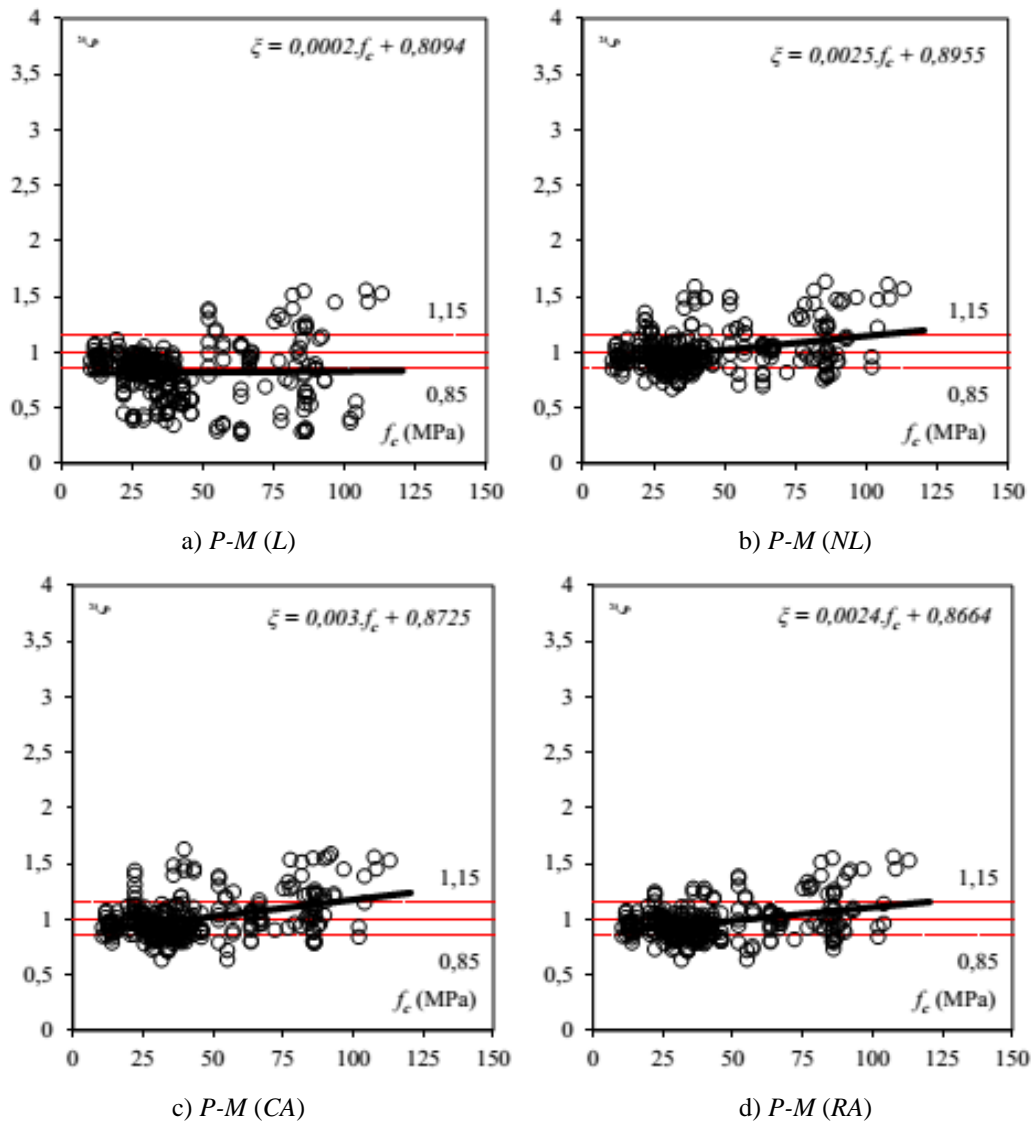 4
3,5
3
2,5
2
1,5
1
0,5
0
ξ
ξ = 0,0002.fc + 0,8094
1,15
0,85
fc (MPa)
0 25 50 75 100 125 150
a) P-M (L)
4
3,5
3
2,5
2
1,5
1
0,5
0
ξ
ξ = 0,0025.fc + 0,8955
1,15
0,85
fc (MPa)
0 25 50 75 100 125 150
b) P-M (NL)
4
3,5
3
2,5
2
1,5
1
0,5
0
ξ
ξ = 0,003.fc + 0,8725
1,15
0,85
fc (MPa)
0 25 50 75 100 125 150
c) P-M (CA)
4
3,5
3
2,5
2
1,5
1
0,5
0
ξ
ξ = 0,0024.fc + 0,8664
1,15
0,85
fc (MPa)
0 25 50 75 100 125 150
d) P-M (RA)